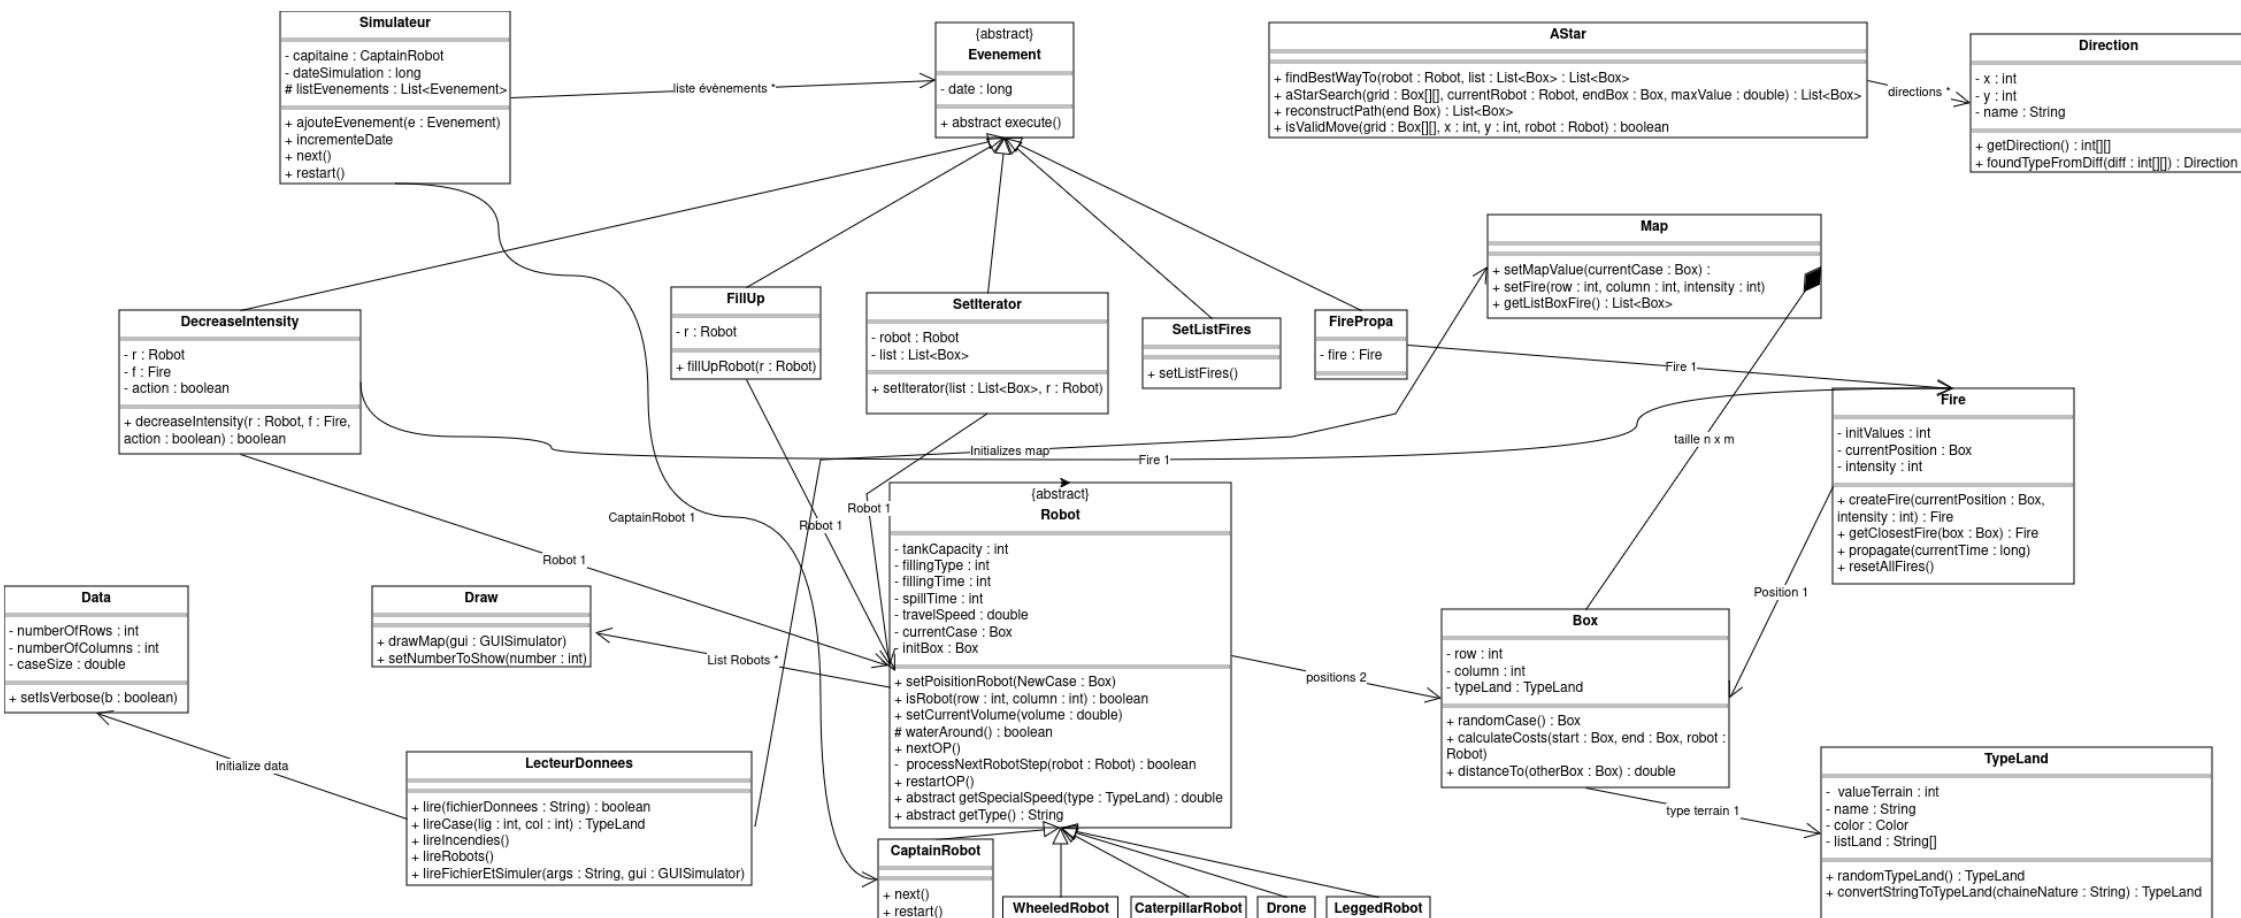 Simulateur
- capitaine : CaptainRobot
- dateSimulation : long
# listEvenements : List<Evenement>
+ ajouteEvenement(e : Evenement)
+ incrementeDate
+ next()
+ restart()
liste évènements *
{abstract}
Evenement
- date : long
+ abstract execute()
AStar
+ findBestWayTo(robot : Robot, list : List<Box> : List<Box>
+ aStarSearch(grid : Box[][], currentRobot : Robot, endBox : Box, maxValue : double) : List<Box>
+ reconstructPath(end Box) : List<Box>
+ isValidMove(grid : Box[][], x : int, y : int, robot : Robot) : boolean
directions *
Direction
- x : int
- y : int
- name : String
+ getDirection() : int[][]
+ foundTypeFromDiff(diff : int[][]) : Direction
Map
+ setMapValue(currentCase : Box) :
+ setFire(row : int, column : int, intensity : int)
+ getListBoxFire() : List<Box>
DecreaseIntensity
- r : Robot
- f : Fire
- action : boolean
+ decreaseIntensity(r : Robot, f : Fire,
action : boolean) : boolean
FillUp
- r : Robot
+ fillUpRobot(r : Robot)
SetIterator
- robot : Robot
- list : List<Box>
+ setIterator(list : List<Box>, r : Robot)
SetListFires
+ setListFires()
FirePropa
- fire : Fire
Fire 1
Fire
- initValues : int
- currentPosition : Box
- intensity : int
+ createFire(currentPosition : Box,
intensity : int) : Fire
+ getClosestFire(box : Box) : Fire
+ propagate(currentTime : long)
+ resetAllFires()
taille n x m
Initializes map
Fire 1
CaptainRobot 1
Robot 1
Robot 1
Robot 1
{abstract}
Robot
- tankCapacity : int
- fillingType : int
- fillingTime : int
- spillTime : int
- travelSpeed : double
- currentCase : Box
- initBox : Box
+ setPoisitionRobot(NewCase : Box)
+ isRobot(row : int, column : int) : boolean
+ setCurrentVolume(volume : double)
# waterAround() : boolean
+ nextOP()
- processNextRobotStep(robot : Robot) : boolean
+ restartOP()
+ abstract getSpecialSpeed(type : TypeLand) : double
+ abstract getType() : String
Data
- numberOfRows : int
- numberOfColumns : int
- caseSize : double
+ setIsVerbose(b : boolean)
Draw
+ drawMap(gui : GUISimulator)
+ setNumberToShow(number : int)
List Robots *
positions 2
Position 1
Box
- row : int
- column : int
- typeLand : TypeLand
+ randomCase() : Box
+ calculateCosts(start : Box, end : Box, robot :
Robot)
+ distanceTo(otherBox : Box) : double
Initialize data
LecteurDonnees
+ lire(fichierDonnees : String) : boolean
+ lireCase(lig : int, col : int) : TypeLand
+ lireIncendies()
+ lireRobots()
+ lireFichierEtSimuler(args : String, gui : GUISimulator)
type terrain 1
TypeLand
- valueTerrain : int
- name : String
- color : Color
- listLand : String[]
+ randomTypeLand() : TypeLand
+ convertStringToTypeLand(chaineNature : String) : TypeLand
CaptainRobot
+ next()
+ restart()
WheeledRobot
CaterpillarRobot
Drone
LeggedRobot